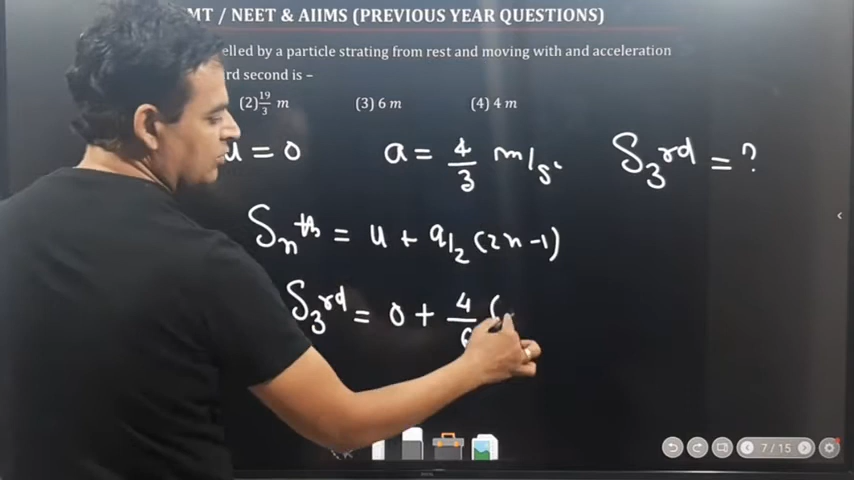 MT / NEET & AIIMS (PREVIOUS YEAR QUESTIONS)
elled by a particle strating from rest and moving with and acceleration
rd second is –
(2) 19/3 m (3) 6 m (4) 4 m
u = 0 a = 4/3 m/s² S3rd = ?
Snth = u + a/2 (2n-1)
S3rd = 0 + 4/6 (
7 / 15